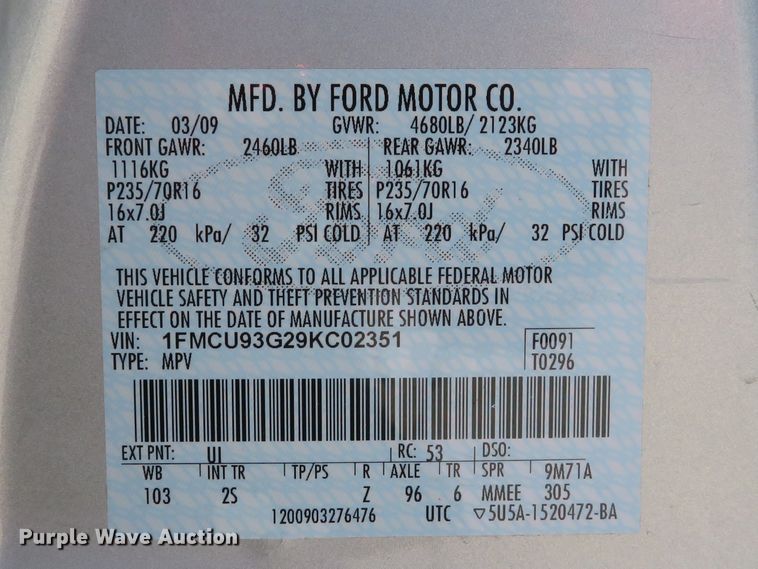 MFD. BY FORD MOTOR CO.
DATE: 03/09 GVWR: 4680LB/ 2123KG
FRONT GAWR: 2460LB REAR GAWR: 2340LB
1116KG WITH 1061KG WITH
P235/70R16 TIRES P235/70R16 TIRES
16x7.0J RIMS 16x7.0J RIMS
AT 220 kPa/ 32 PSI COLD AT 220 kPa/ 32 PSI COLD
THIS VEHICLE CONFORMS TO ALL APPLICABLE FEDERAL MOTOR
VEHICLE SAFETY AND THEFT PREVENTION STANDARDS IN
EFFECT ON THE DATE OF MANUFACTURE SHOWN ABOVE.
VIN: 1FMCU93G29KC02351 F0091
TYPE: MPV T0296
EXT PNT: UI RC: 53 DSO:
WB INT TR TP/PS R AXLE TR SPR 9M71A
103 2S Z 96 6 MMEE 305
1200903276476 UTC ▽5U5A-1520472-BA
Purple Wave Auction